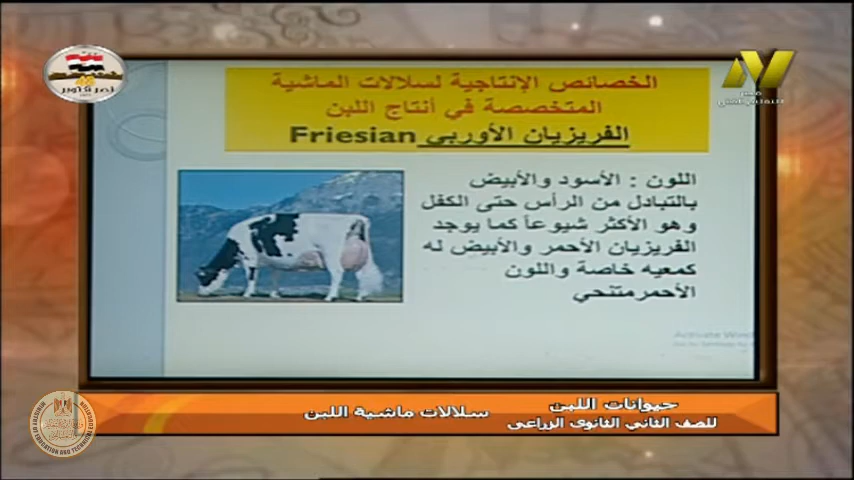 الخصائص الإنتاجية لسلالات الماشية
المتخصصة في أنتاج اللبن
الفريزيان الأوربي Friesian
اللون : الأسود والأبيض
بالتبادل من الرأس حتى الكفل
وهو الأكثر شيوعاً كما يوجد
الفريزيان الأحمر والأبيض له
كمعيه خاصة واللون
الأحمرمتنحي
حيوانات اللبن
للصف الثاني الثانوى الزراعى
سلالات ماشية اللبن